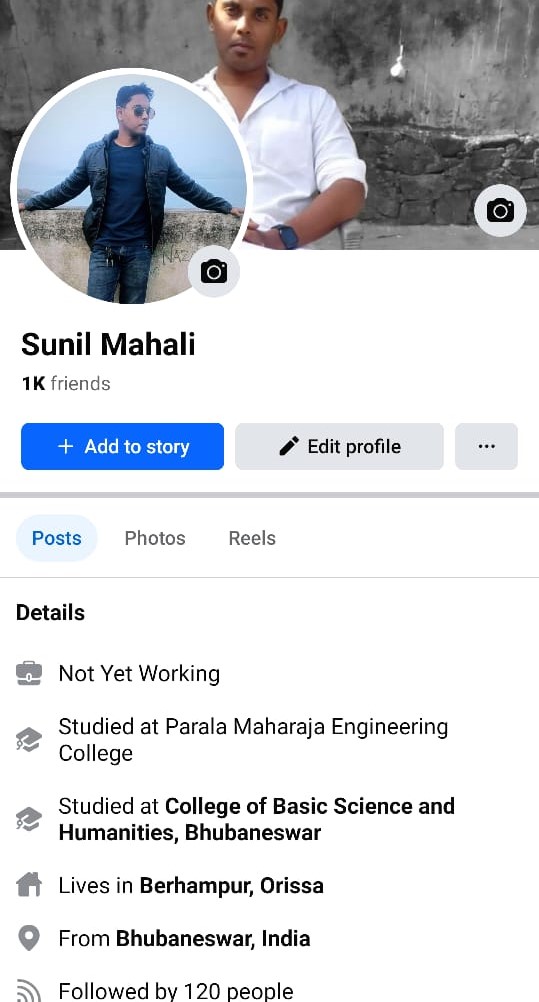 Sunil Mahali
1K friends
+ Add to story
Edit profile
Posts
Photos
Reels
Details
Not Yet Working
Studied at Parala Maharaja Engineering
College
Studied at College of Basic Science and
Humanities, Bhubaneswar
Lives in Berhampur, Orissa
From Bhubaneswar, India
Followed by 120 people